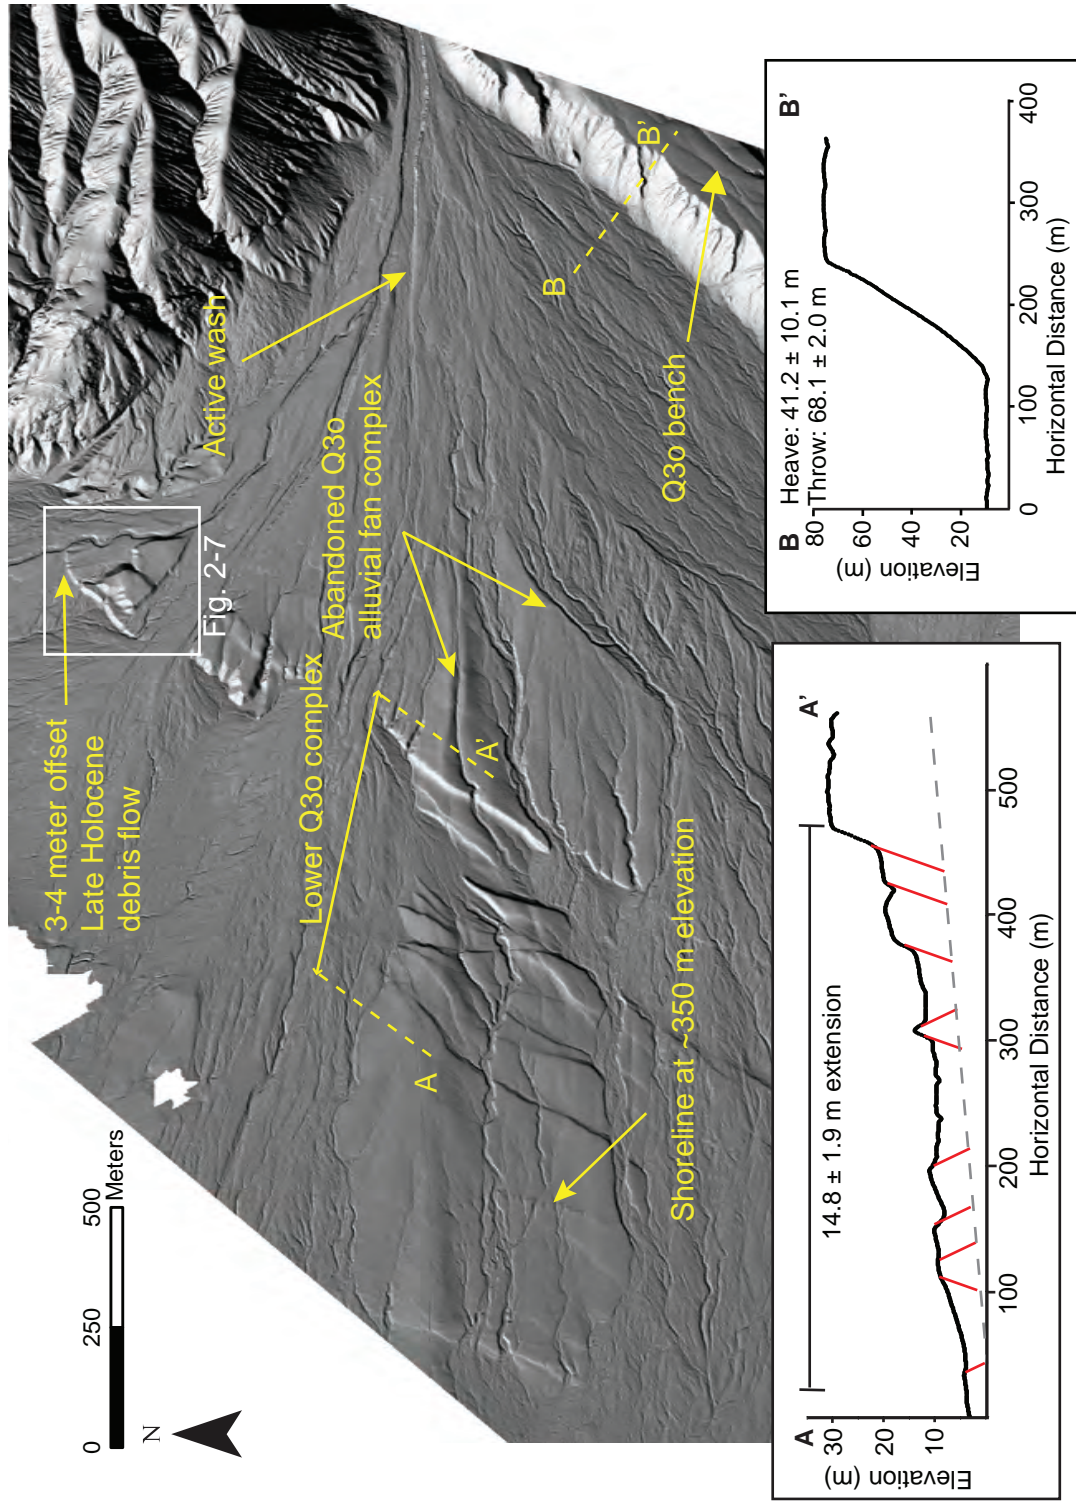 3-4 meter offset
Late Holocene
debris flow
Fig. 2-7
Active wash
Abandoned Q3o
alluvial fan complex
Lower Q3o complex
A
A'
B
B'
Q3o bench
Shoreline at ~350 m elevation
0
250
500
Meters
N
A
A'
14.8 ± 1.9 m extension
Elevation
(m)
30
20
10
100
200
300
400
500
Horizontal Distance (m)
B
B'
Heave: 41.2 ± 10.1 m
Throw: 68.1 ± 2.0 m
Elevation
(m)
80
60
40
20
0
100
200
300
400
Horizontal Distance (m)